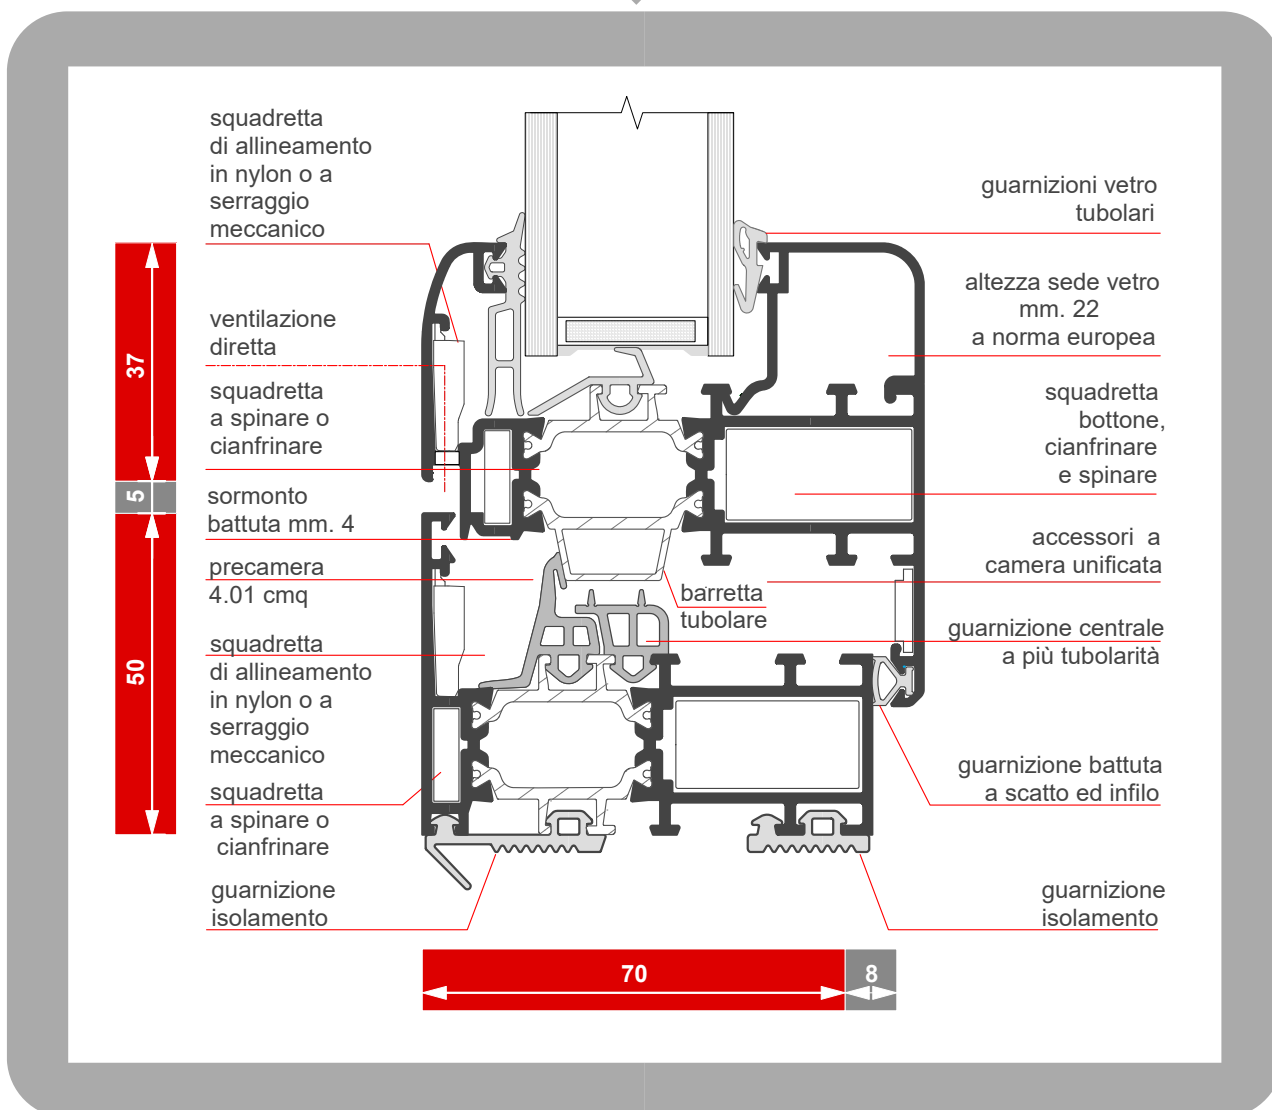 squadretta
di allineamento
in nylon o a
serraggio
meccanico
ventilazione
diretta
squadretta
a spinare o
cianfrinare
sormonto
battuta mm. 4
precamera
4.01 cmq
squadretta
di allineamento
in nylon o a
serraggio
meccanico
squadretta
a spinare o
cianfrinare
guarnizione
isolamento
barretta
tubolare
guarnizioni vetro
tubolari
altezza sede vetro
mm. 22
a norma europea
squadretta
bottone,
cianfrinare
e spinare
accessori a
camera unificata
guarnizione centrale
a più tubolarità
guarnizione battuta
a scatto ed infilo
guarnizione
isolamento
37
5
50
70
8